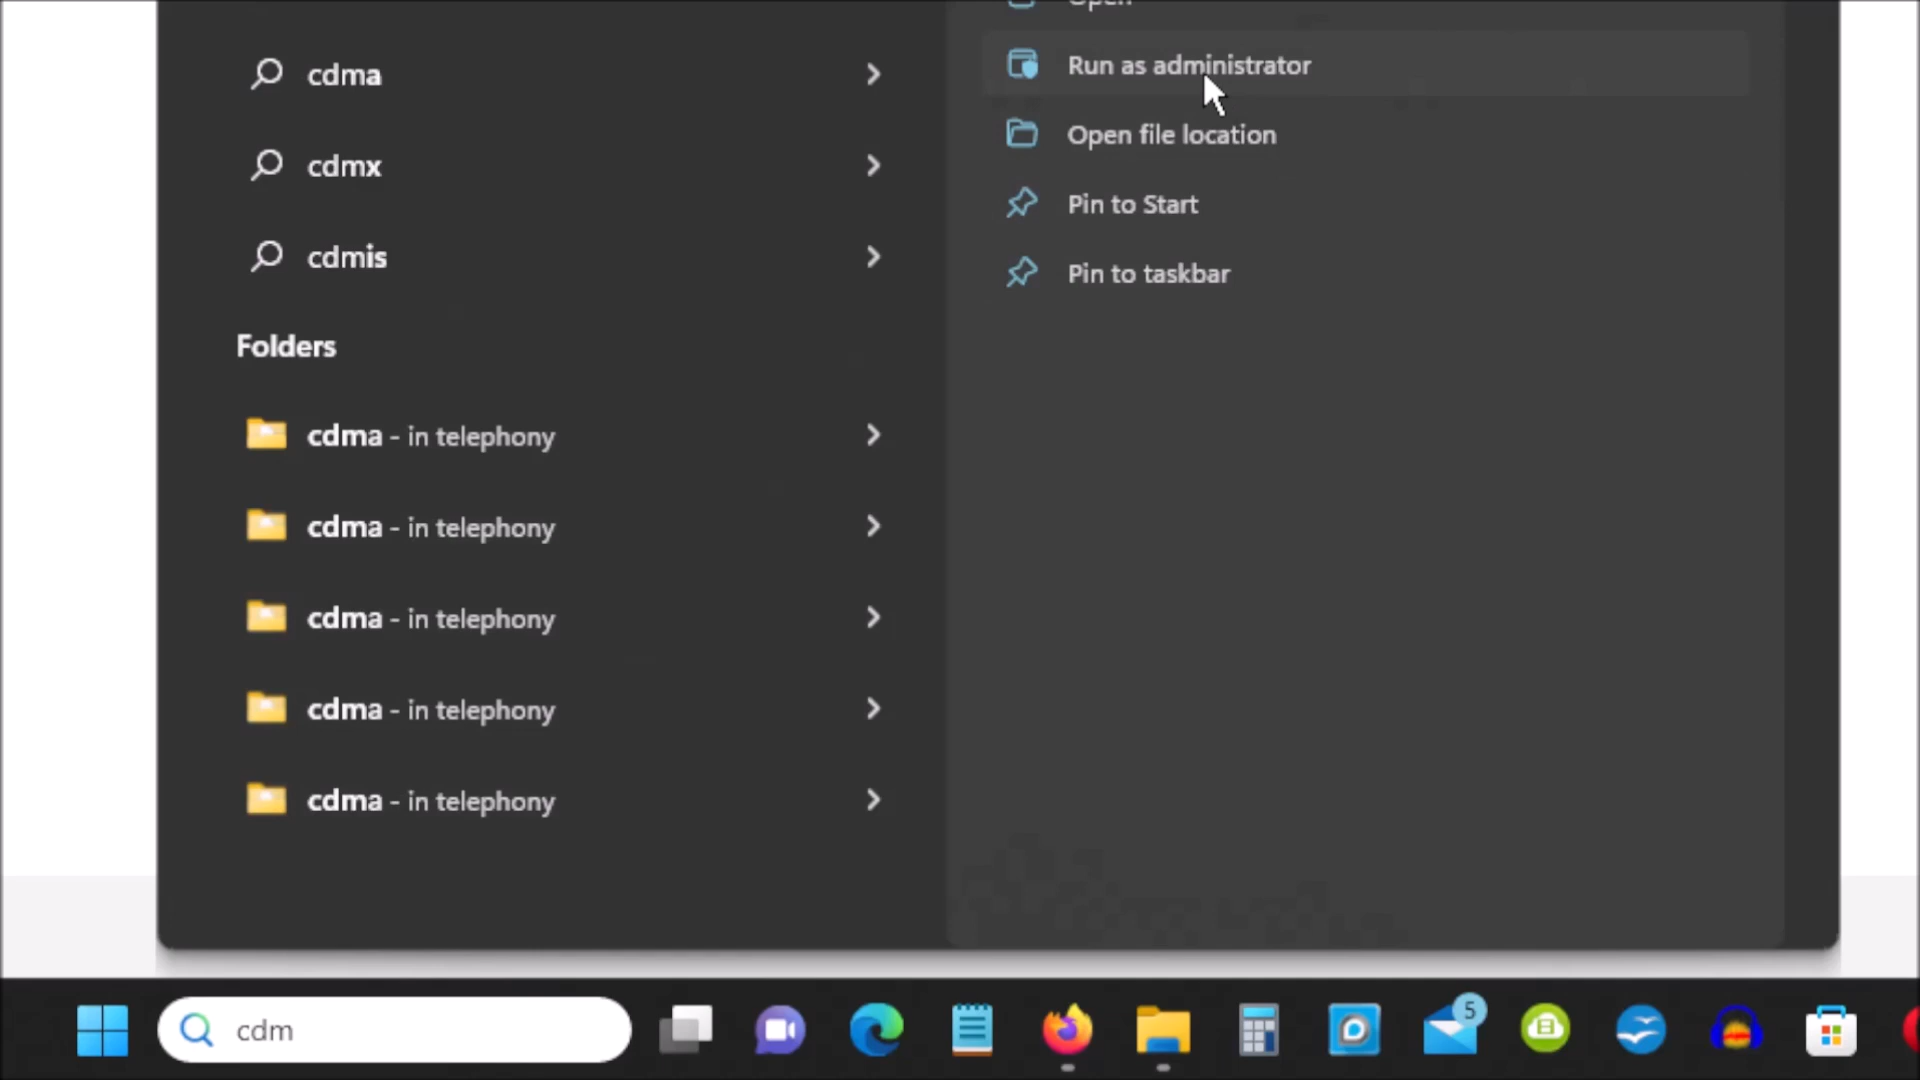 cdma
cdmx
cdmis
Folders
cdma - in telephony
cdma - in telephony
cdma - in telephony
cdma - in telephony
cdma - in telephony
Open
Run as administrator
Open file location
Pin to Start
Pin to taskbar
cdm
5